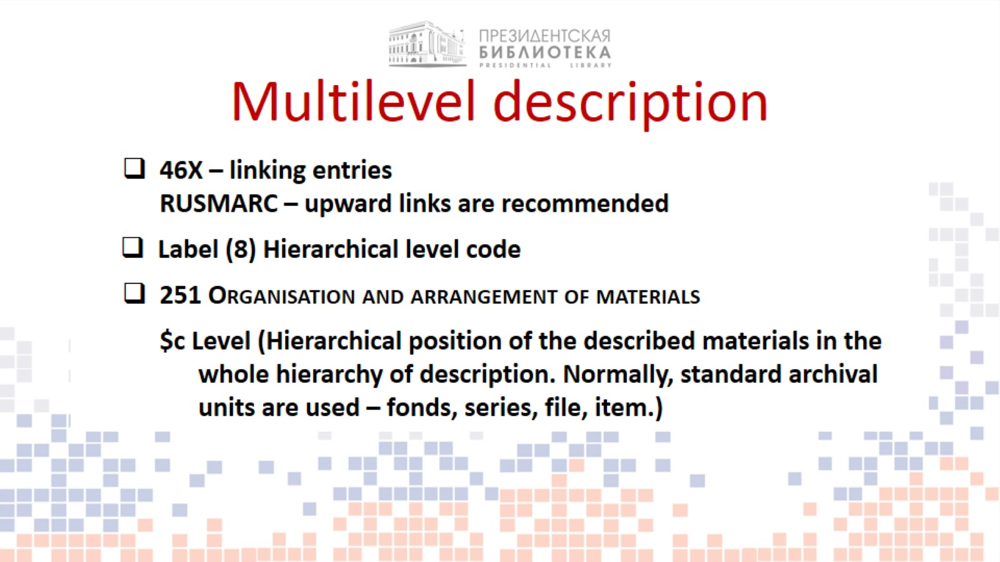 ПРЕЗИДЕНТСКАЯ
БИБЛИОТЕКА
PRESIDENTIAL LIBRARY
Multilevel description
46X – linking entries
RUSMARC – upward links are recommended
Label (8) Hierarchical level code
251 ORGANISATION AND ARRANGEMENT OF MATERIALS
$c Level (Hierarchical position of the described materials in the
whole hierarchy of description. Normally, standard archival
units are used – fonds, series, file, item.)